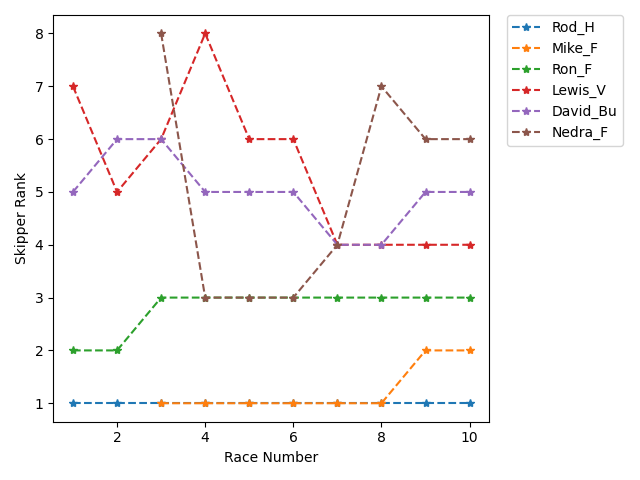 Rod_H
Mike_F
Ron_F
Lewis_V
David_Bu
Nedra_F
Skipper Rank
8
7
6
5
4
3
2
1
2
4
6
8
10
Race Number